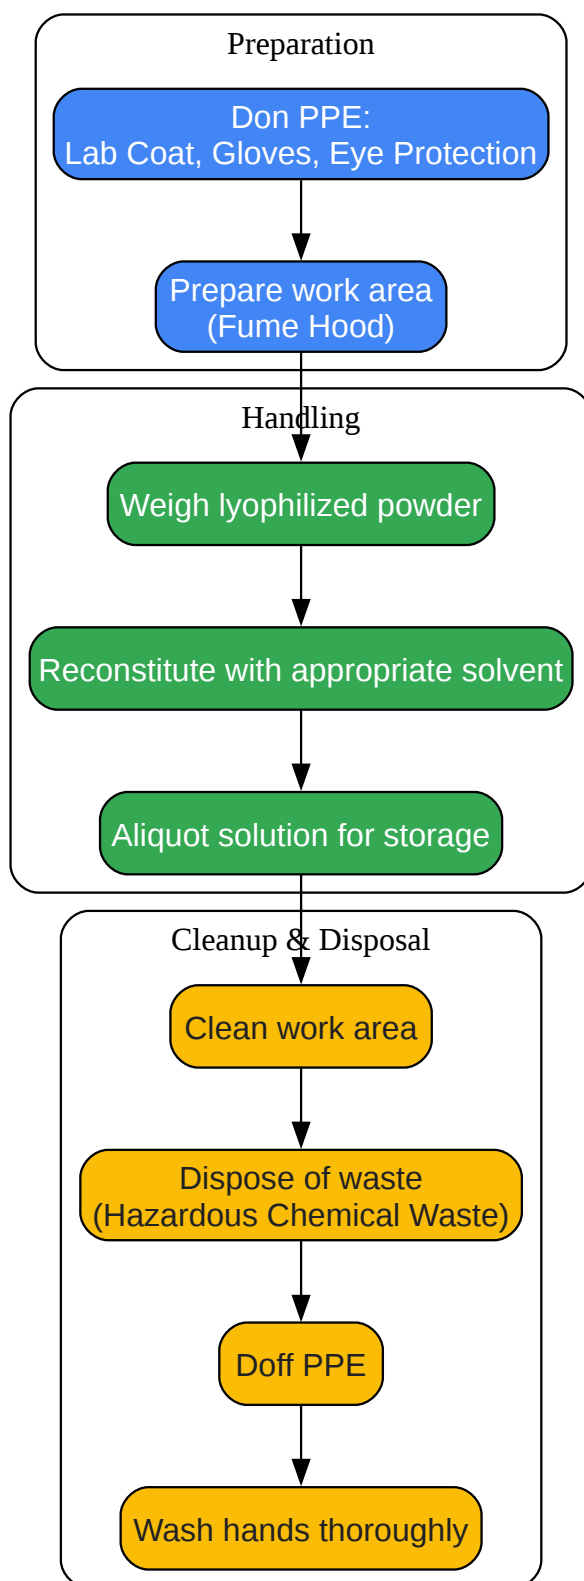 Preparation
Don PPE:
Lab Coat, Gloves, Eye Protection
Prepare work area
(Fume Hood)
Handling
Weigh lyophilized powder
Reconstitute with appropriate solvent
Aliquot solution for storage
Cleanup & Disposal
Clean work area
Dispose of waste
(Hazardous Chemical Waste)
Doff PPE
Wash hands thoroughly